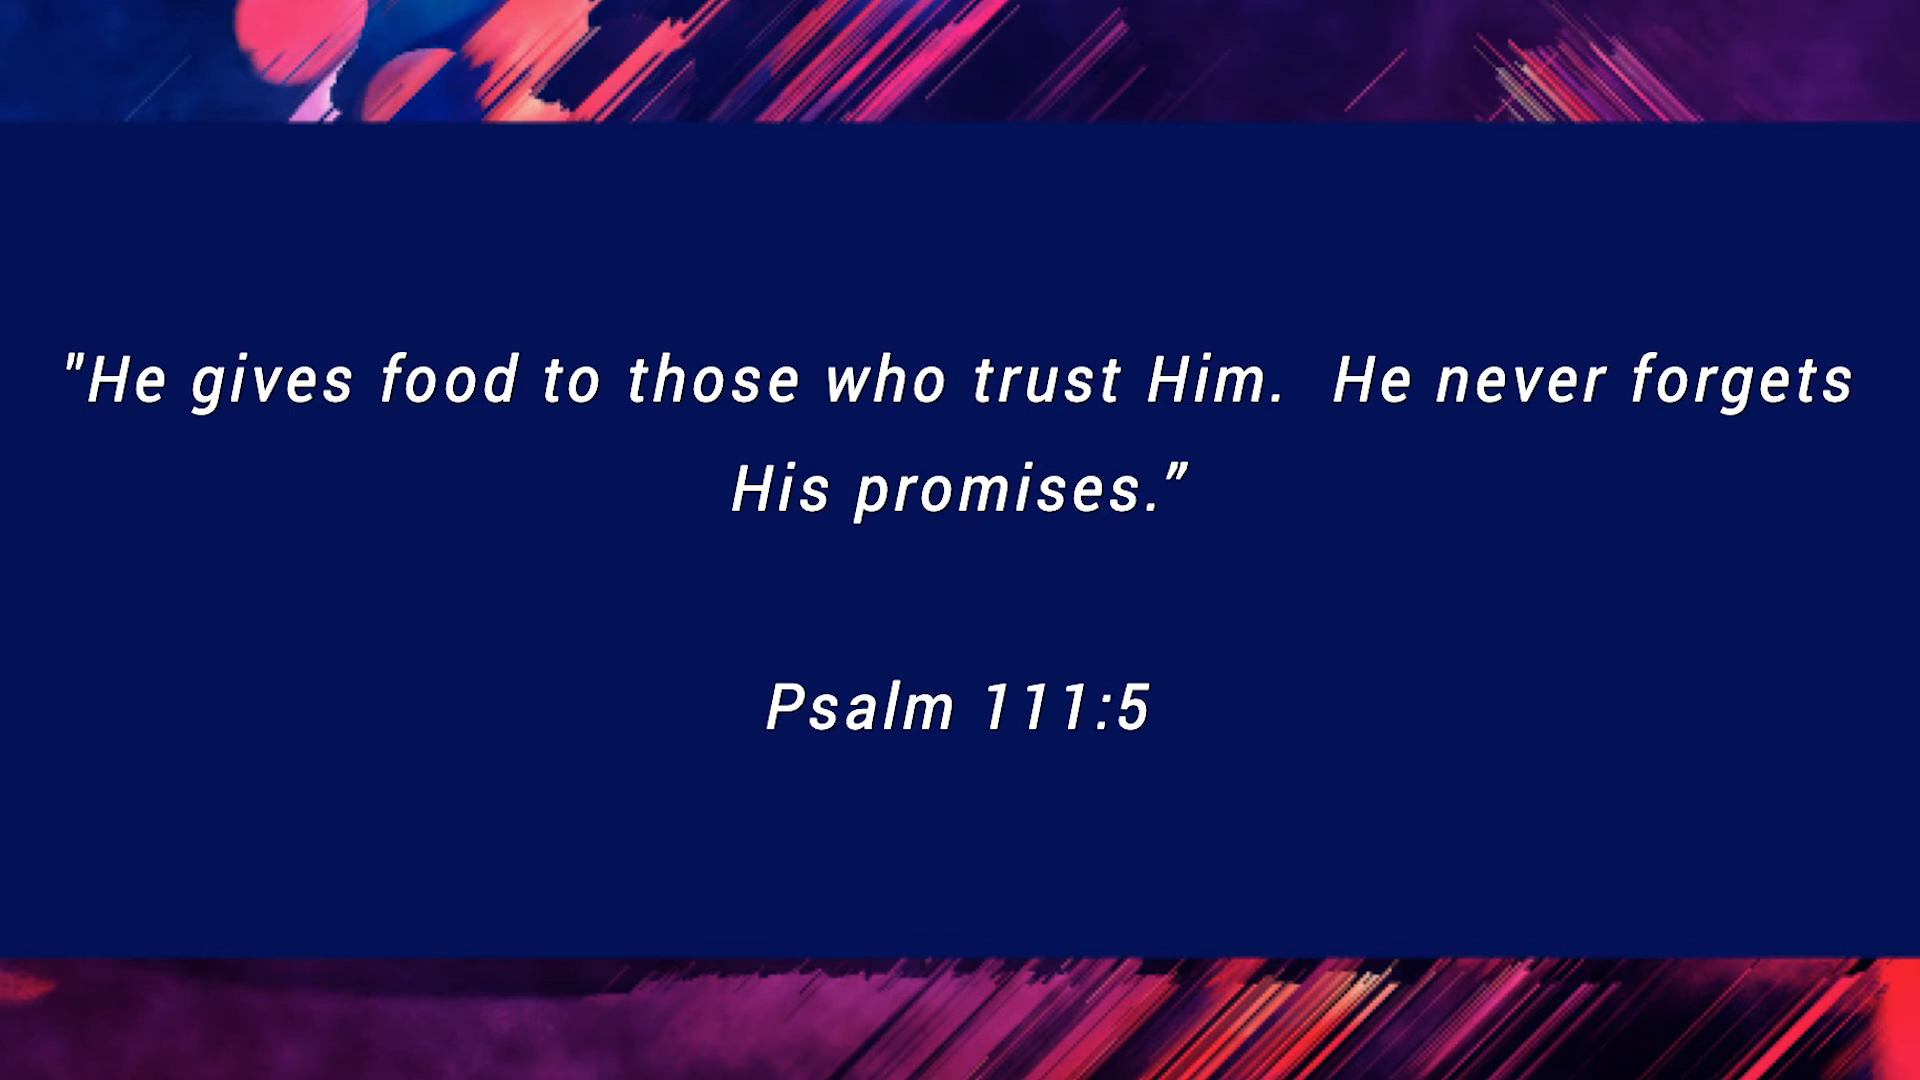 "He gives food to those who trust Him.  He never forgets
His promises.”
Psalm 111:5